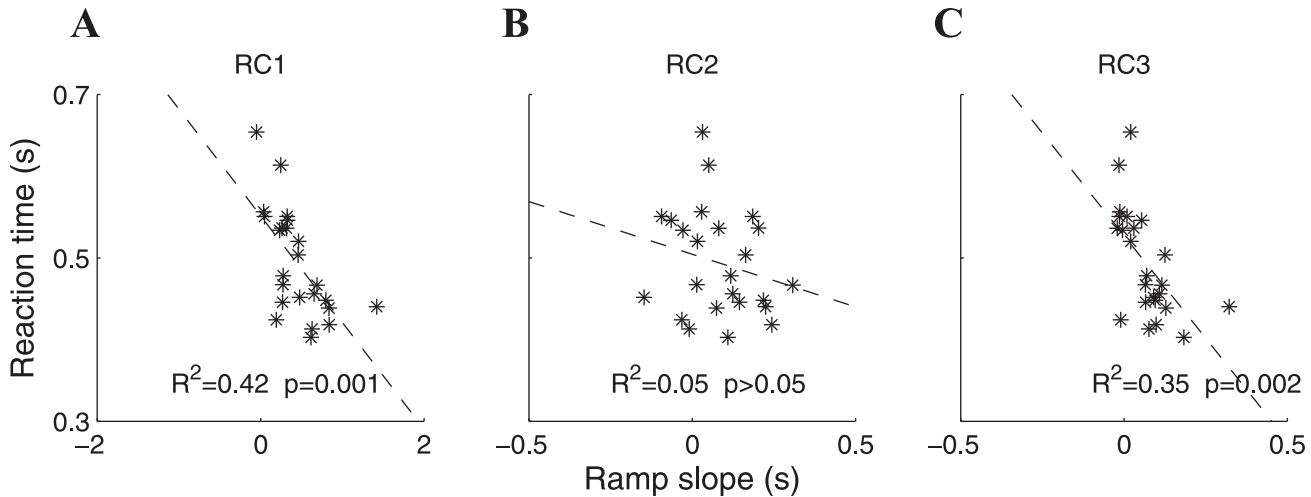 A B C
RC1 RC2 RC3
Reaction time (s)
0.7
0.5
0.3
R²=0.42 p=0.001
R²=0.05 p>0.05
R²=0.35 p=0.002
−2 0 2
−0.5 0 0.5
−0.5 0 0.5
Ramp slope (s)